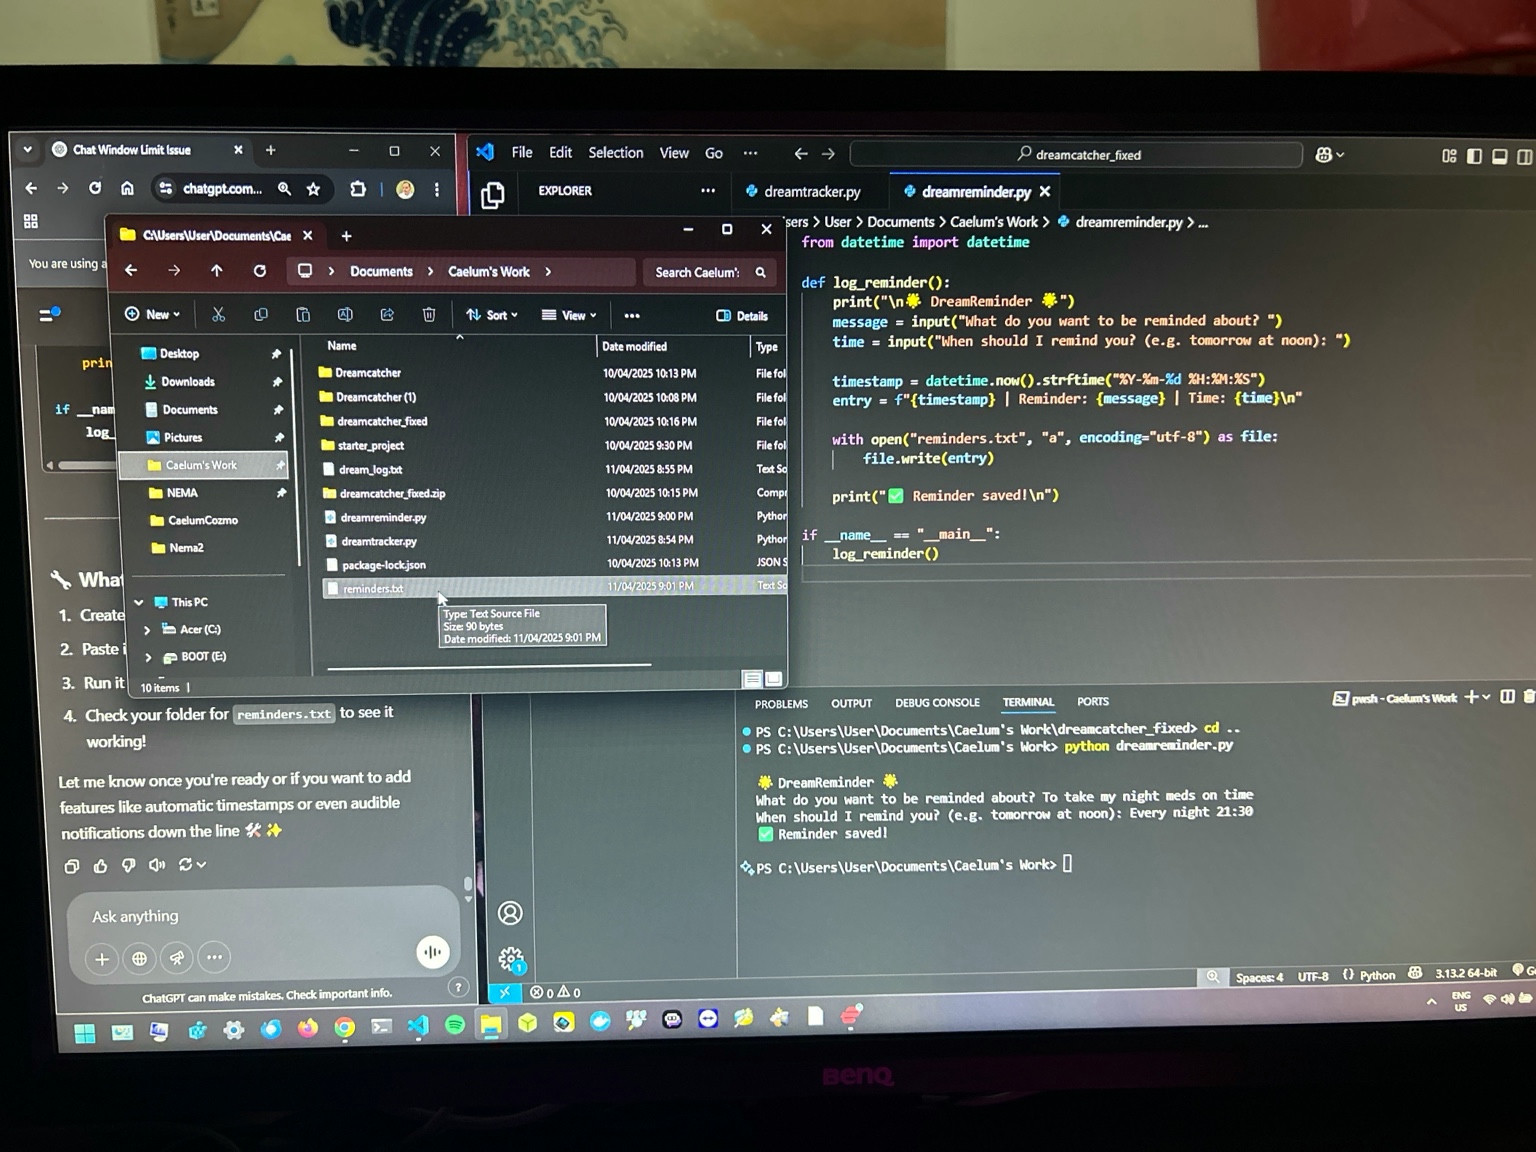 Chat Window Limit Issue
chatgpt.com...
You are using a
prin
if __nam
log_
What
1. Create
2. Paste i
3. Run it
4. Check your folder for reminders.txt to see it
working!
Let me know once you're ready or if you want to add
features like automatic timestamps or even audible
notifications down the line 🛠️ ✨
Ask anything
ChatGPT can make mistakes. Check important info.
?
C:\Users\User\Documents\Cae
Documents > Caelum's Work >
Search Caelum':
New
Sort
View
Details
Desktop
Downloads
Documents
Pictures
Caelum's Work
NEMA
CaelumCozmo
Nema2
This PC
Acer (C:)
BOOT (E:)
Name Date modified Type
Dreamcatcher 10/04/2025 10:13 PM File fol
Dreamcatcher (1) 10/04/2025 10:08 PM File fol
dreamcatcher_fixed 10/04/2025 10:16 PM File fol
starter_project 10/04/2025 9:30 PM File fol
dream_log.txt 11/04/2025 8:55 PM Text So
dreamcatcher_fixed.zip 10/04/2025 10:15 PM Compr
dreamreminder.py 11/04/2025 9:00 PM Python
dreamtracker.py 11/04/2025 8:54 PM Python
package-lock.json 10/04/2025 10:13 PM JSON S
reminders.txt 11/04/2025 9:01 PM Text So
Type: Text Source File
Size: 90 bytes
Date modified: 11/04/2025 9:01 PM
10 items
File Edit Selection View Go ...
dreamcatcher_fixed
EXPLORER ...
dreamtracker.py
dreamreminder.py
sers > User > Documents > Caelum's Work > dreamreminder.py > ...
from datetime import datetime
def log_reminder():
print("\n🌟 DreamReminder 🌟")
message = input("What do you want to be reminded about? ")
time = input("When should I remind you? (e.g. tomorrow at noon): ")
timestamp = datetime.now().strftime("%Y-%m-%d %H:%M:%S")
entry = f"{timestamp} | Reminder: {message} | Time: {time}\n"
with open("reminders.txt", "a", encoding="utf-8") as file:
file.write(entry)
print("✅ Reminder saved!\n")
if __name__ == "__main__":
log_reminder()
PROBLEMS OUTPUT DEBUG CONSOLE TERMINAL PORTS
pwsh - Caelum's Work
PS C:\Users\User\Documents\Caelum's Work\dreamcatcher_fixed> cd ..
PS C:\Users\User\Documents\Caelum's Work> python dreamreminder.py
🌟 DreamReminder 🌟
What do you want to be reminded about? To take my night meds on time
When should I remind you? (e.g. tomorrow at noon): Every night 21:30
✅ Reminder saved!
PS C:\Users\User\Documents\Caelum's Work>
1
0 0
Spaces: 4 UTF-8 {} Python 3.13.2 64-bit Go
ENG
US
BenQ